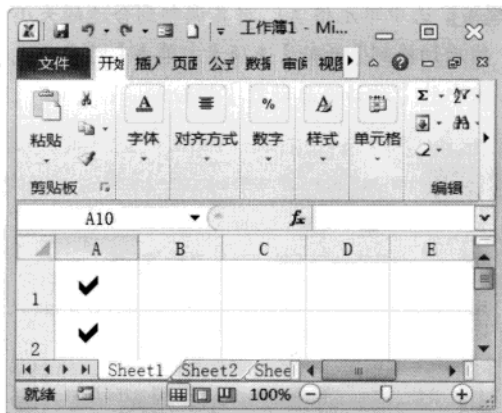 工作簿1 - Mi...
文件 开始 插入 页面 公式 数据 审阅 视图
粘贴 字体 对齐方式 数字 样式 单元格
剪贴板 编辑
A10 fx
A B C D E
1
2
Sheet1 Sheet2 Shee
就绪 100%